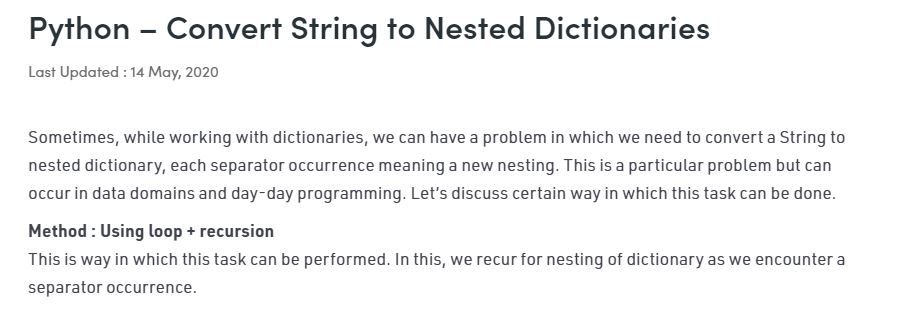 Python – Convert String to Nested Dictionaries
Last Updated : 14 May, 2020
Sometimes, while working with dictionaries, we can have a problem in which we need to convert a String to
nested dictionary, each separator occurrence meaning a new nesting. This is a particular problem but can
occur in data domains and day-day programming. Let’s discuss certain way in which this task can be done.
Method : Using loop + recursion
This is way in which this task can be performed. In this, we recur for nesting of dictionary as we encounter a
separator occurrence.